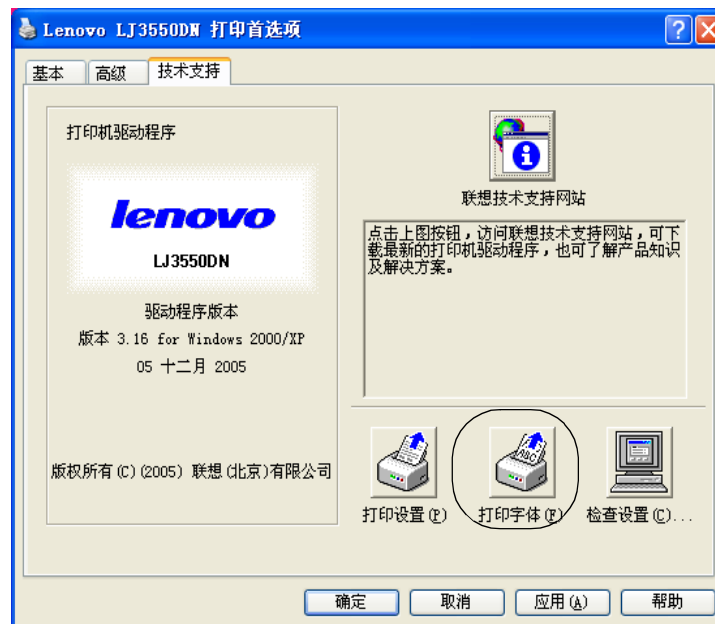 Lenovo LJ3550DN 打印首选项
基本 高级 技术支持
打印机驱动程序
lenovo
LJ3550DN
驱动程序版本
版本 3.16 for Windows 2000/XP
05 十二月 2005
版权所有(C)(2005) 联想(北京)有限公司
联想技术支持网站
点击上图按钮，访问联想技术支持网站，可下
载最新的打印机驱动程序，也可了解产品知识
及解决方案。
打印设置(P) 打印字体(F) 检查设置(C)...
确定 取消 应用(A) 帮助